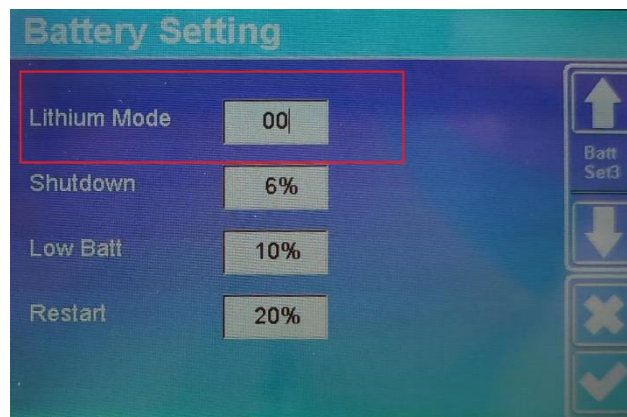 Battery Setting
Lithium Mode 00
Batt
Set3
Shutdown 6%
Low Batt 10%
Restart 20%